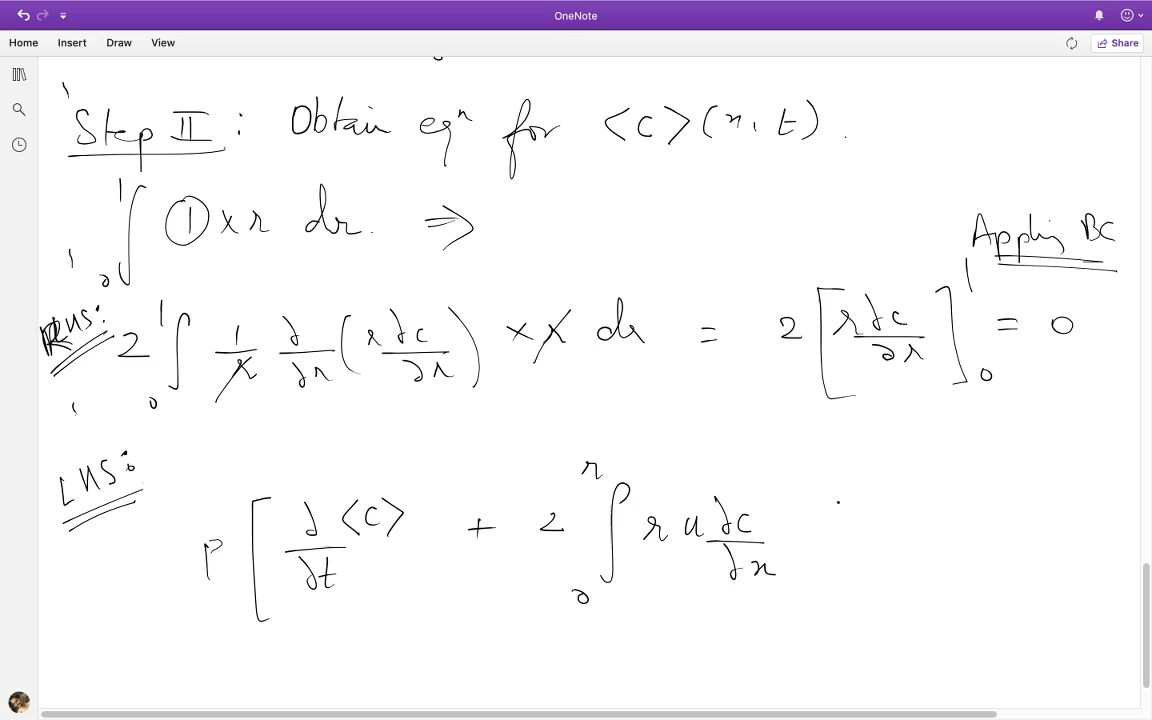 OneNote
Home Insert Draw View Share
Step II : Obtain eqⁿ for <c>(x, t).
∫₀¹ ① × r dr. ⇒
Applying BC
RHS: 2 ∫₀¹ 1/r ∂/∂r (r ∂c/∂r) × r dr = 2 [r ∂c/∂r]₀¹ = 0
LHS:
P [ ∂<c>/∂t + 2 ∫₀ʳ r u ∂c/∂x